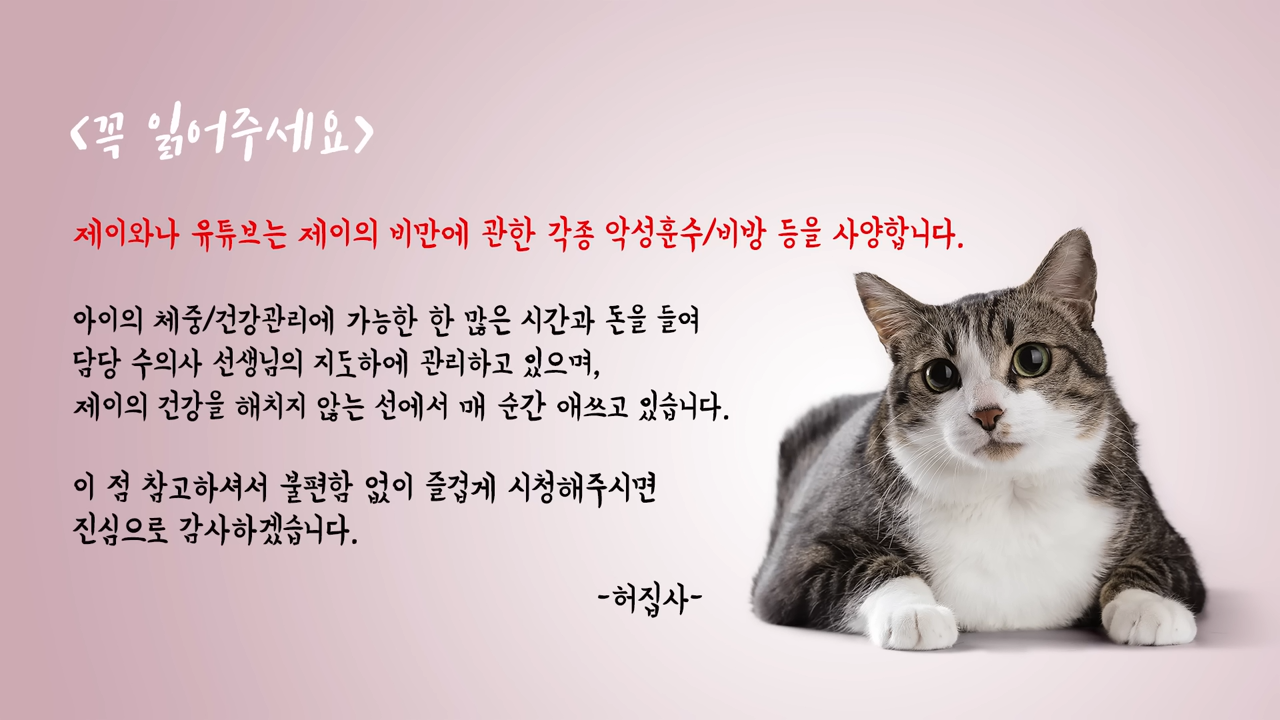 <꼭 읽어주세요>
제이와나 유튜브는 제이의 비만에 관한 각종 악성훈수/비방 등을 사양합니다.
아이의 체중/건강관리에 가능한 한 많은 시간과 돈을 들여
담당 수의사 선생님의 지도하에 관리하고 있으며,
제이의 건강을 해치지 않는 선에서 매 순간 애쓰고 있습니다.
이 점 참고하셔서 불편함 없이 즐겁게 시청해주시면
진심으로 감사하겠습니다.
-허집사-